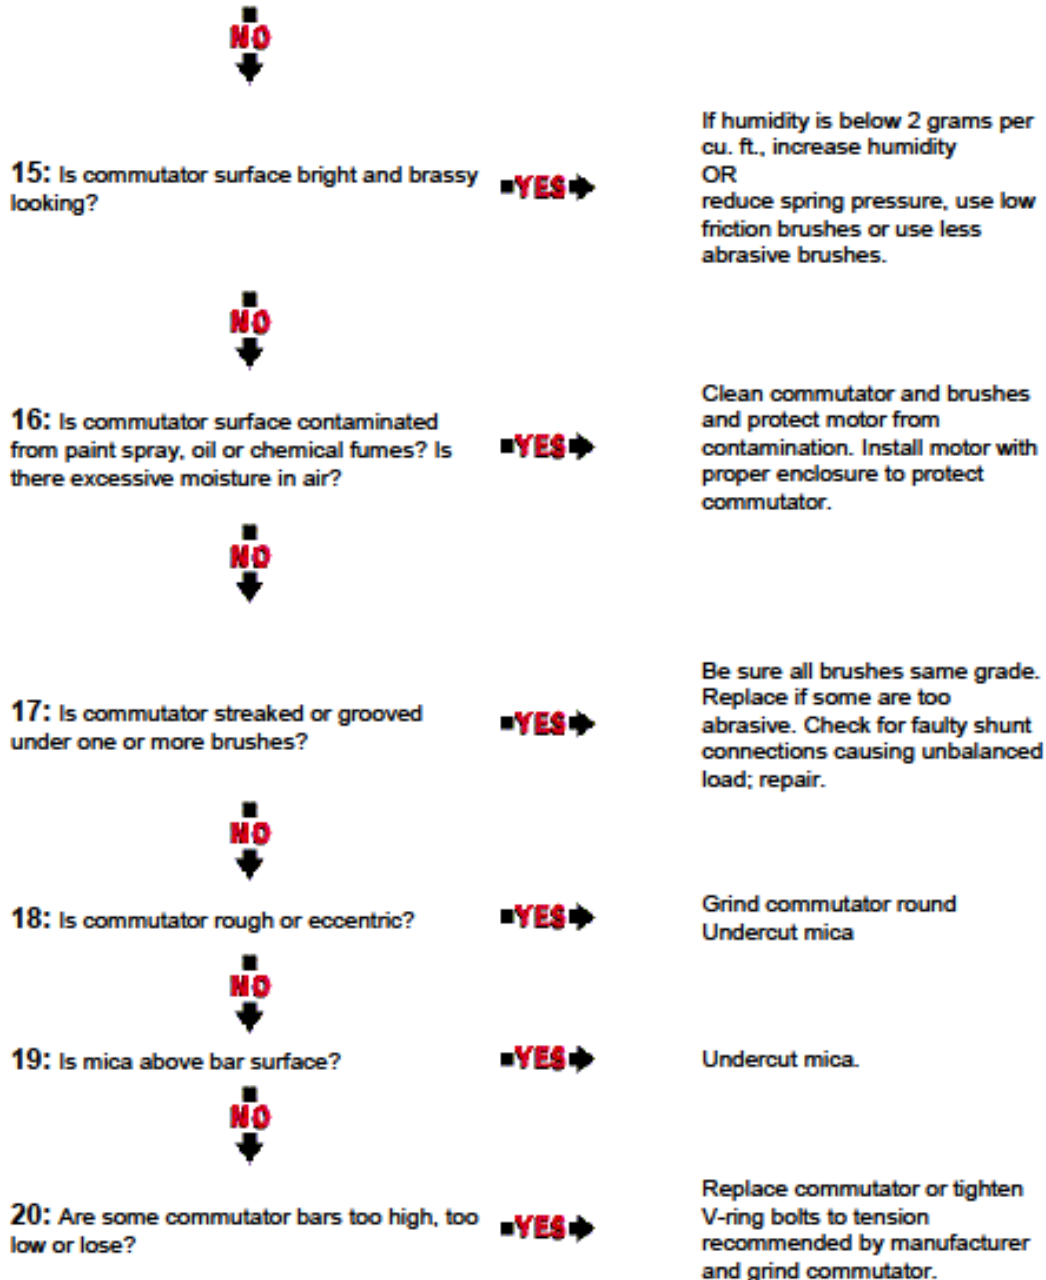 NO
15: Is commutator surface bright and brassy
looking?
YES
If humidity is below 2 grams per
cu. ft., increase humidity
OR
reduce spring pressure, use low
friction brushes or use less
abrasive brushes.
NO
16: Is commutator surface contaminated
from paint spray, oil or chemical fumes? Is
there excessive moisture in air?
YES
Clean commutator and brushes
and protect motor from
contamination. Install motor with
proper enclosure to protect
commutator.
NO
17: Is commutator streaked or grooved
under one or more brushes?
YES
Be sure all brushes same grade.
Replace if some are too
abrasive. Check for faulty shunt
connections causing unbalanced
load; repair.
NO
18: Is commutator rough or eccentric?
YES
Grind commutator round
Undercut mica
NO
19: Is mica above bar surface?
YES
Undercut mica.
NO
20: Are some commutator bars too high, too
low or lose?
YES
Replace commutator or tighten
V-ring bolts to tension
recommended by manufacturer
and grind commutator.